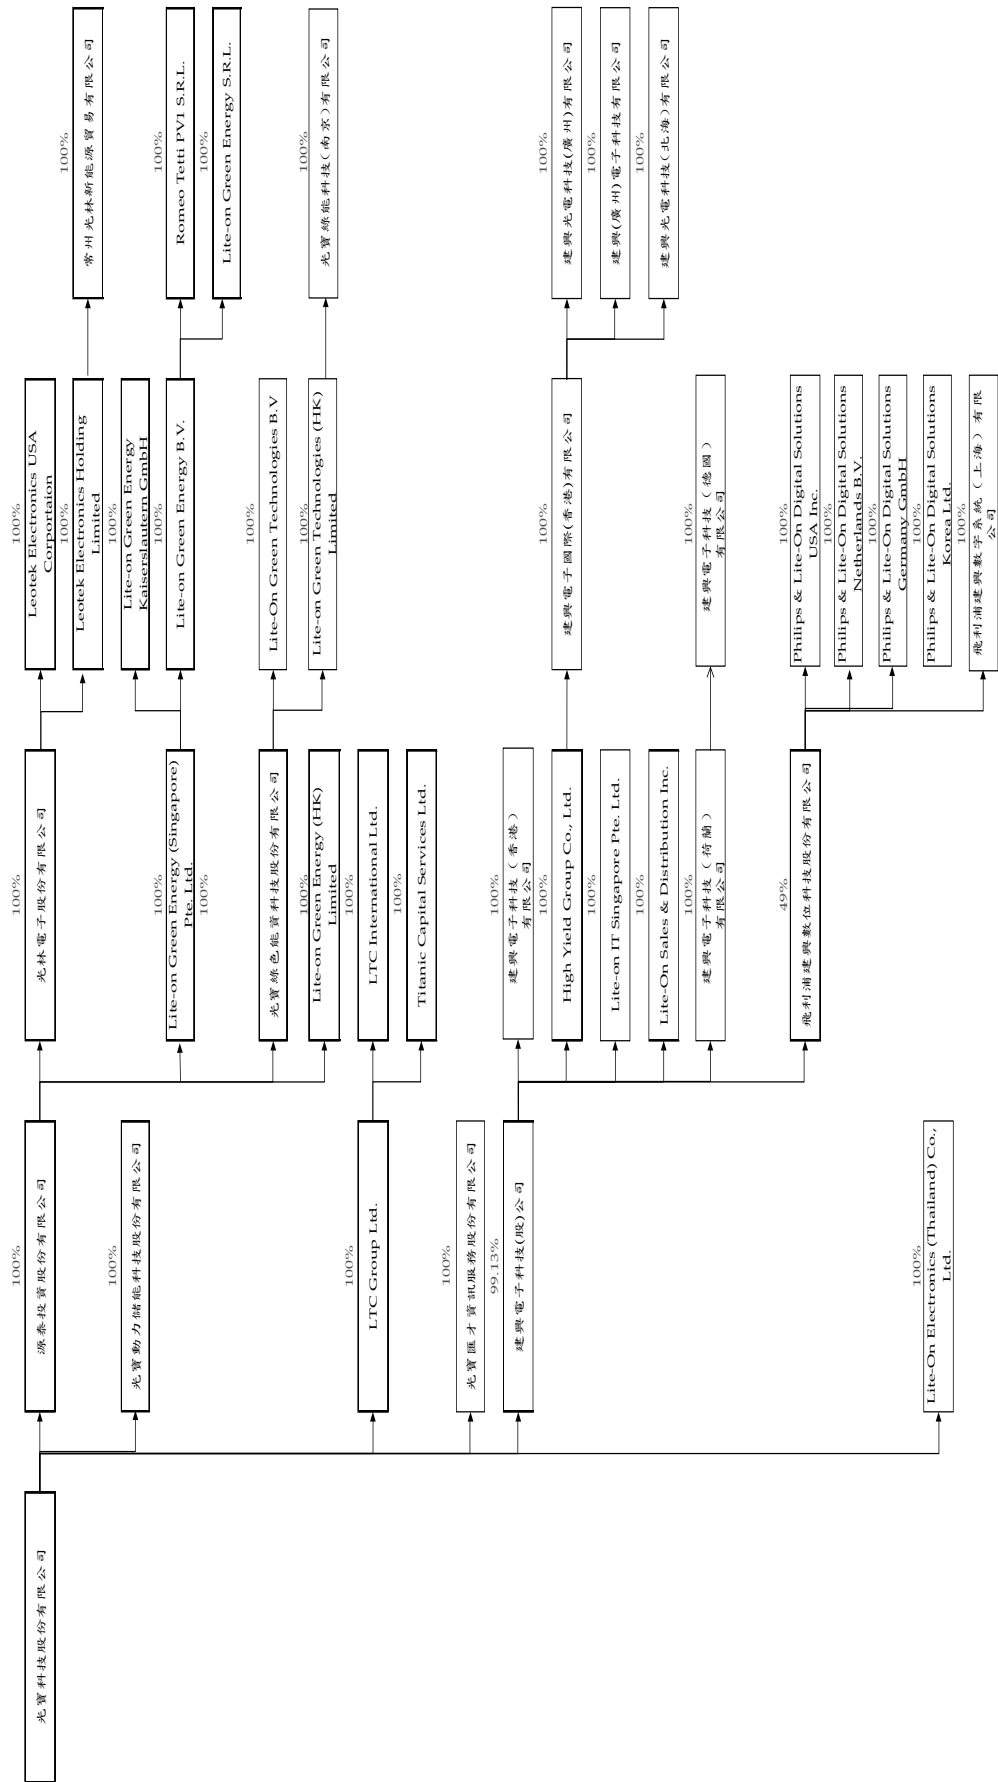 光寶科技股份有限公司
100%
源泰投資股份有限公司
100%
光寶動力儲能科技股份有限公司
100%
LTC Group Ltd.
100%
光寶匯才資訊服務股份有限公司
99.13%
建興電子科技(股)公司
100%
Lite-On Electronics (Thailand) Co.,
Ltd.
100%
光林電子股份有限公司
100%
Lite-on Green Energy (Singapore)
Pte. Ltd.
100%
光寶綠色能資科技股份有限公司
100%
Lite-on Green Energy (HK)
Limited
100%
LTC International Ltd.
100%
Titanic Capital Services Ltd.
100%
建興電子科技（香港）
有限公司
100%
High Yield Group Co., Ltd.
100%
Lite-on IT Singapore Pte. Ltd.
100%
Lite-On Sales & Distribution Inc.
100%
建興電子科技（荷蘭）
有限公司
49%
飛利浦建興數位科技股份有限公司
100%
Leotek Electronics USA
Corportaion
100%
Leotek Electronics Holding
Limited
100%
Lite-on Green Energy
Kaiserslautern GmbH
100%
Lite-on Green Energy B.V.
100%
Lite-On Green Technologies B.V
100%
Lite-on Green Technologies (HK)
Limited
100%
建興電子國際(香港)有限公司
100%
建興電子科技（德國）
有限公司
100%
Philips & Lite-On Digital Solutions
USA Inc.
100%
Philips & Lite-On Digital Solutions
Netherlands B.V.
100%
Philips & Lite-On Digital Solutions
Germany GmbH
100%
Philips & Lite-On Digital Solutions
Korea Ltd.
100%
飛利浦建興數字系統（上海）有限
公司
100%
常州光林新能源貿易有限公司
100%
Romeo Tetti PV1 S.R.L.
100%
Lite-on Green Energy S.R.L.
100%
光寶綠能科技(南京)有限公司
100%
建興光電科技(廣州)有限公司
100%
建興(廣州)電子科技有限公司
100%
建興光電科技(北海)有限公司